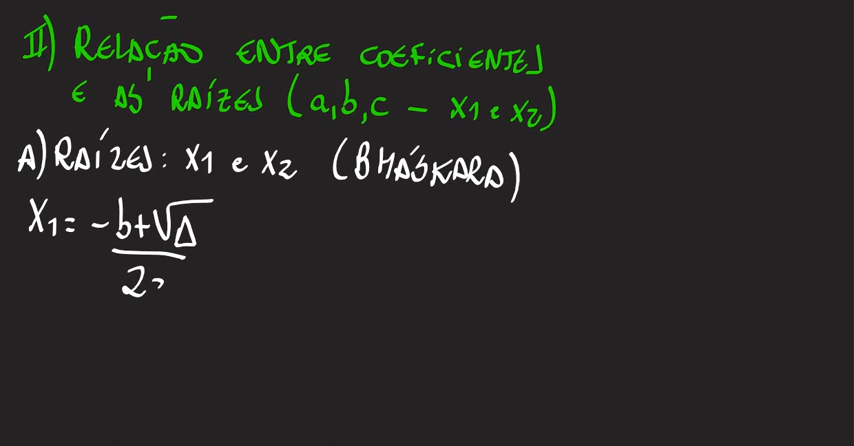 II) RELAÇÃO ENTRE COEFICIENTES
E AS RAÍZES (a,b,c - x1 e x2)
A) RAÍZES: x1 e x2 (BHÁSKARA)
x1 = -b+√Δ
2